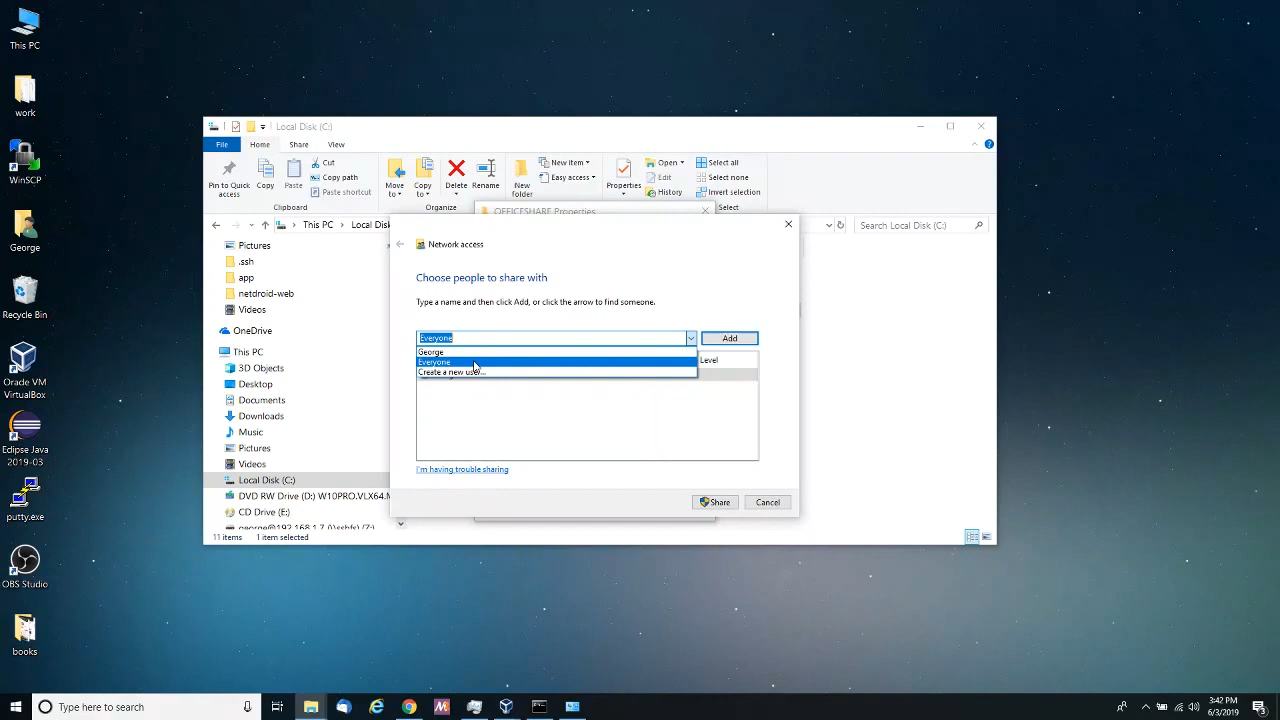 This PC
work
WinSCP
George
Recycle Bin
Oracle VM
VirtualBox
Eclipse Java
2019-03
putty.exe
OBS Studio
books
Local Disk (C:)
File
Home
Share
View
Pin to Quick
access
Copy
Paste
Cut
Copy path
Paste shortcut
Clipboard
Move
to
Copy
to
Delete
Rename
Organize
New
folder
New item
Easy access
Properties
Open
Edit
History
Select all
Select none
Invert selection
Select
OFFICESHARE Properties
This PC
Search Local Disk (C:)
Pictures
.ssh
app
netdroid-web
Videos
OneDrive
This PC
3D Objects
Desktop
Documents
Downloads
Music
Pictures
Videos
Local Disk (C:)
DVD RW Drive (D:) W10PRO.VLX64.M
CD Drive (E:)
11 items
1 item selected
Network access
Choose people to share with
Type a name and then click Add, or click the arrow to find someone.
Everyone
Add
George
Everyone
Create a new user...
Level
I'm having trouble sharing
Share
Cancel
Type here to search
3:42 PM
6/3/2019